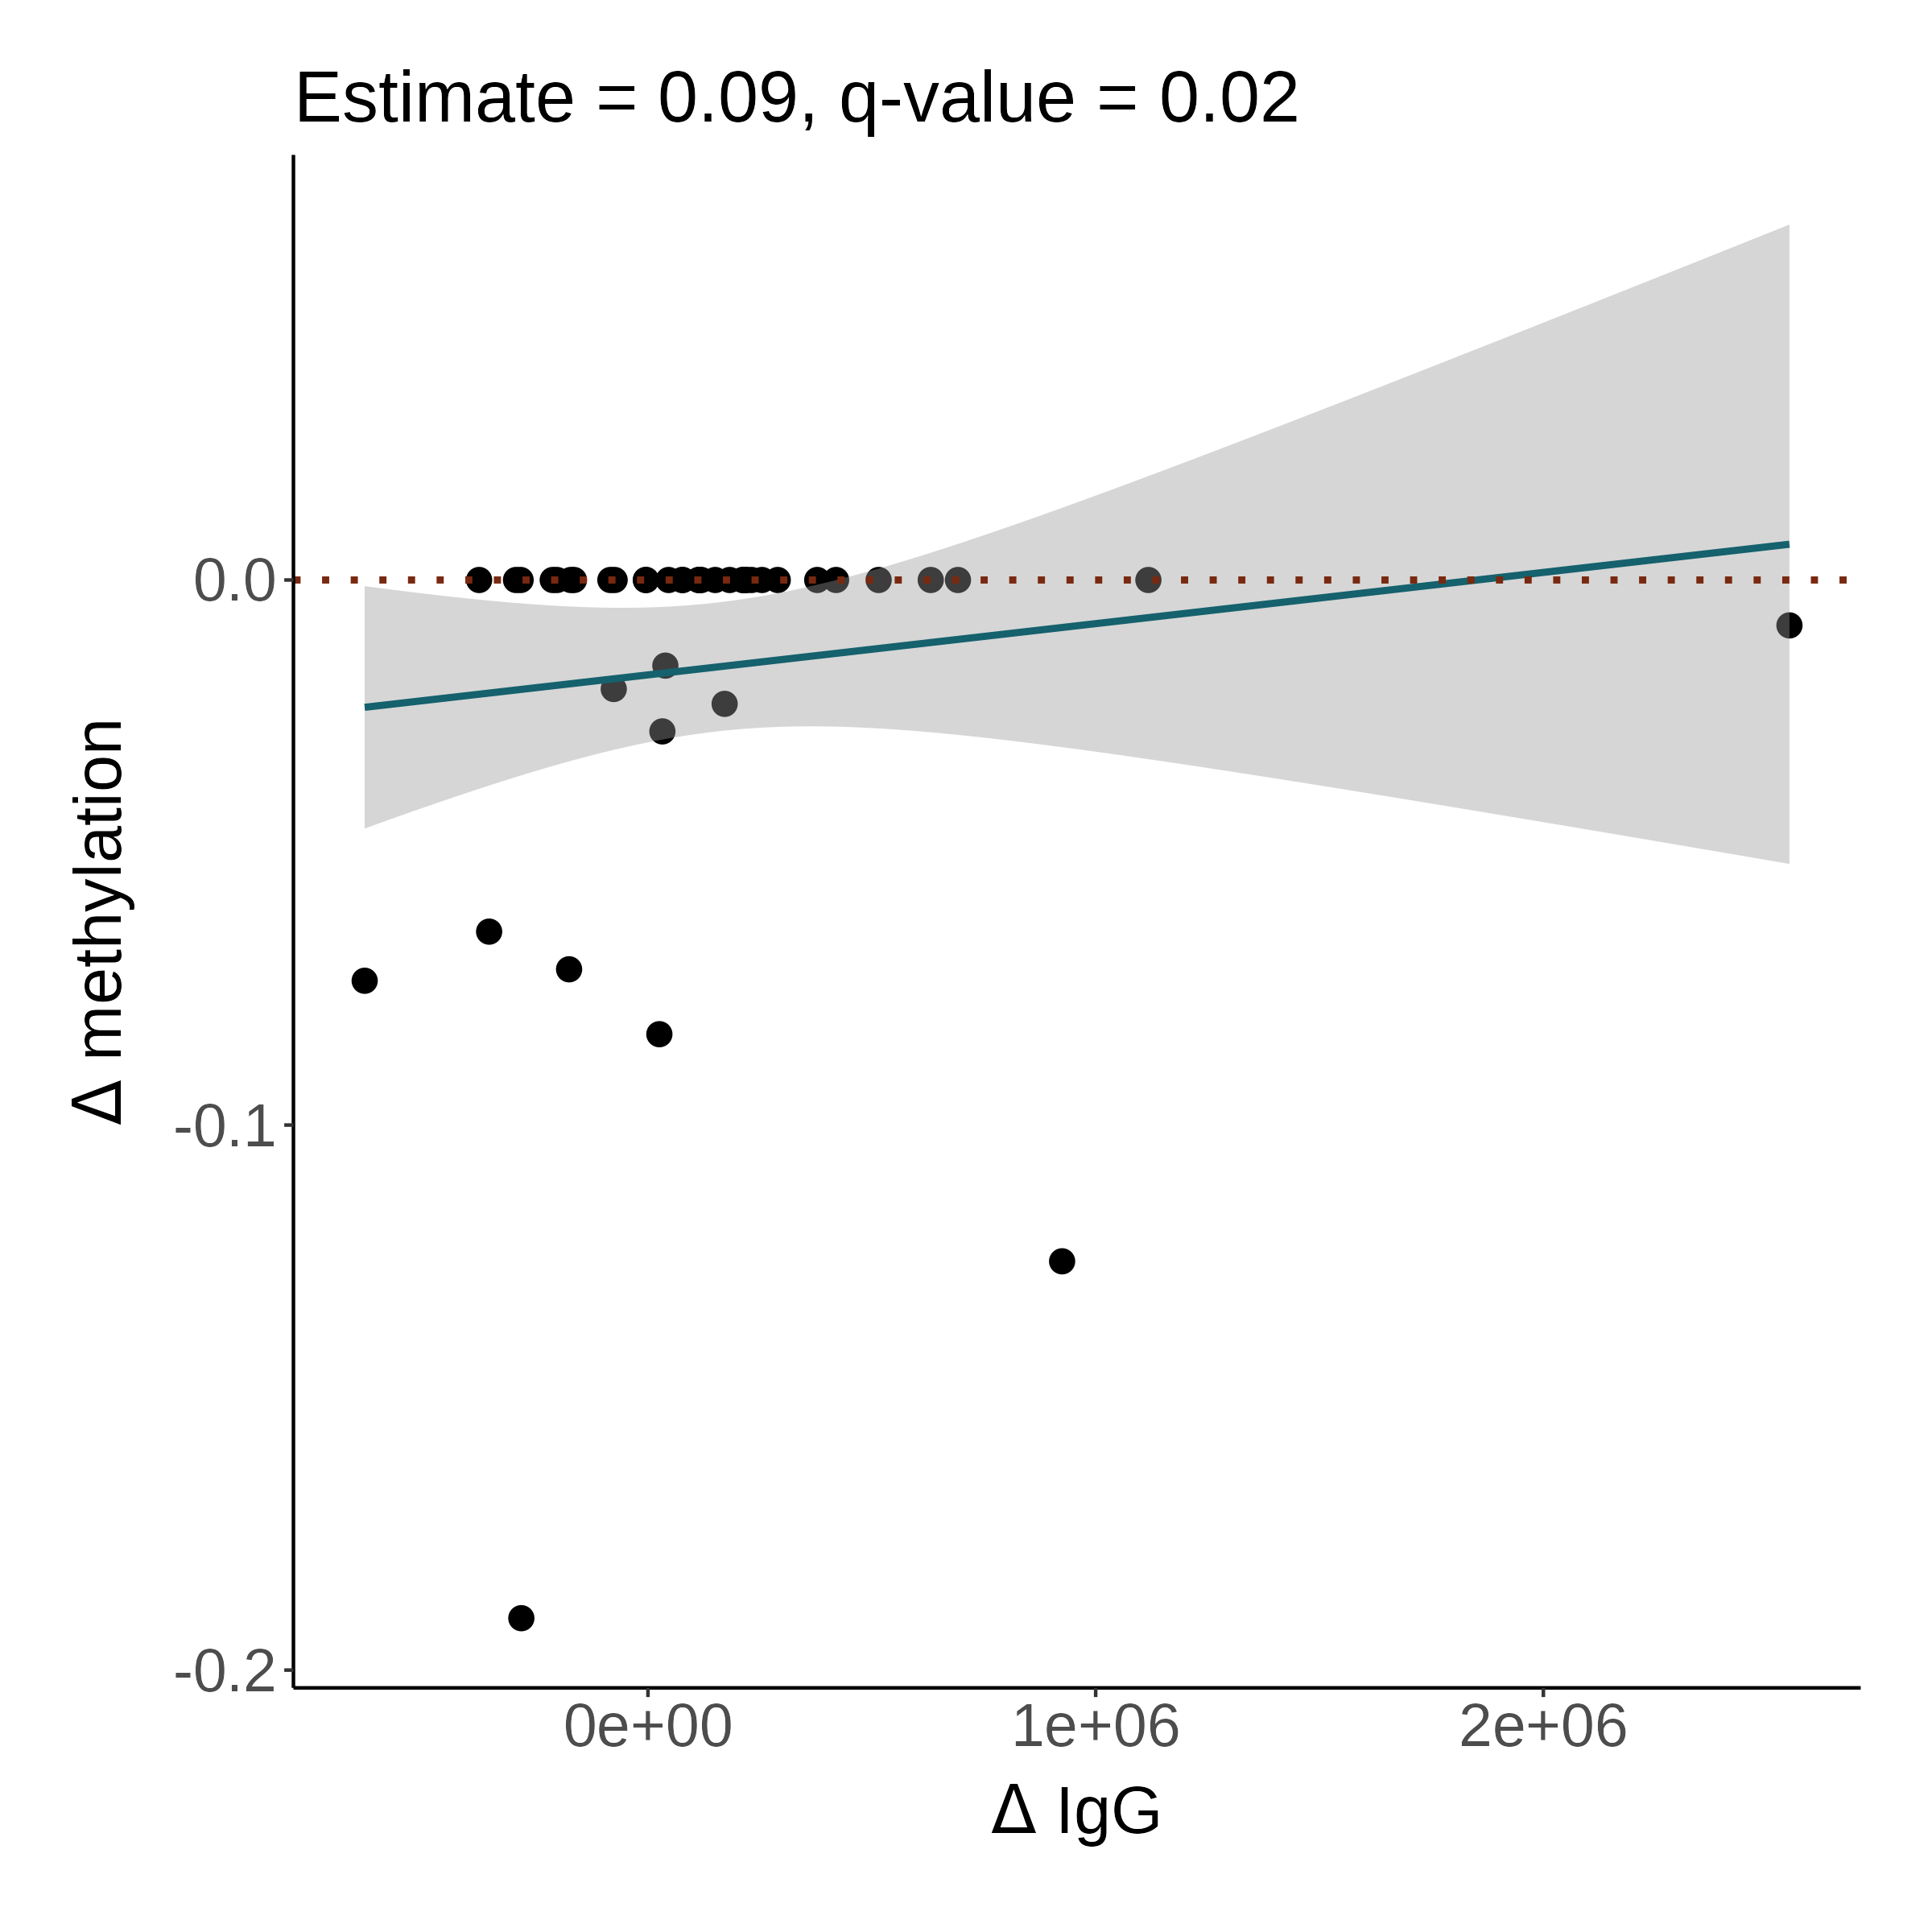 Estimate = 0.09, q-value = 0.02
0.0
-0.1
-0.2
Δ methylation
0e+00 1e+06 2e+06
Δ IgG